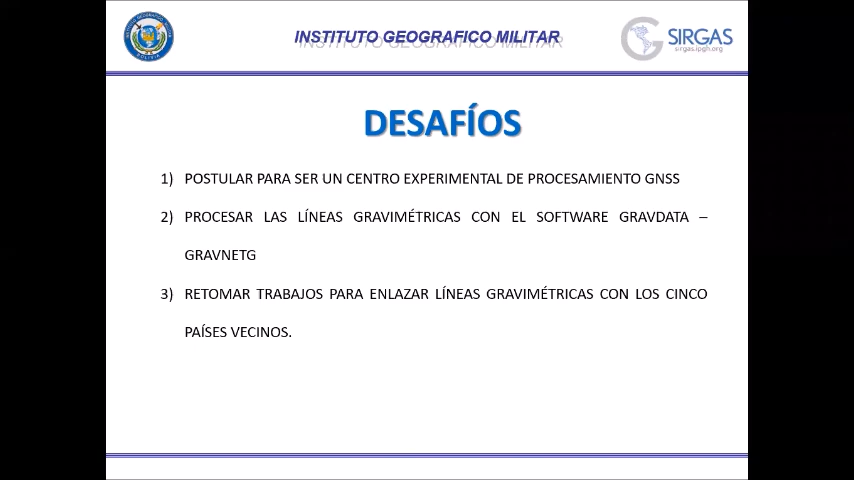 INSTITUTO GEOGRAFICO MILITAR
SIRGAS
sirgas.ipgh.org
DESAFÍOS
1) POSTULAR PARA SER UN CENTRO EXPERIMENTAL DE PROCESAMIENTO GNSS
2) PROCESAR LAS LÍNEAS GRAVIMÉTRICAS CON EL SOFTWARE GRAVDATA –
GRAVNETG
3) RETOMAR TRABAJOS PARA ENLAZAR LÍNEAS GRAVIMÉTRICAS CON LOS CINCO
PAÍSES VECINOS.